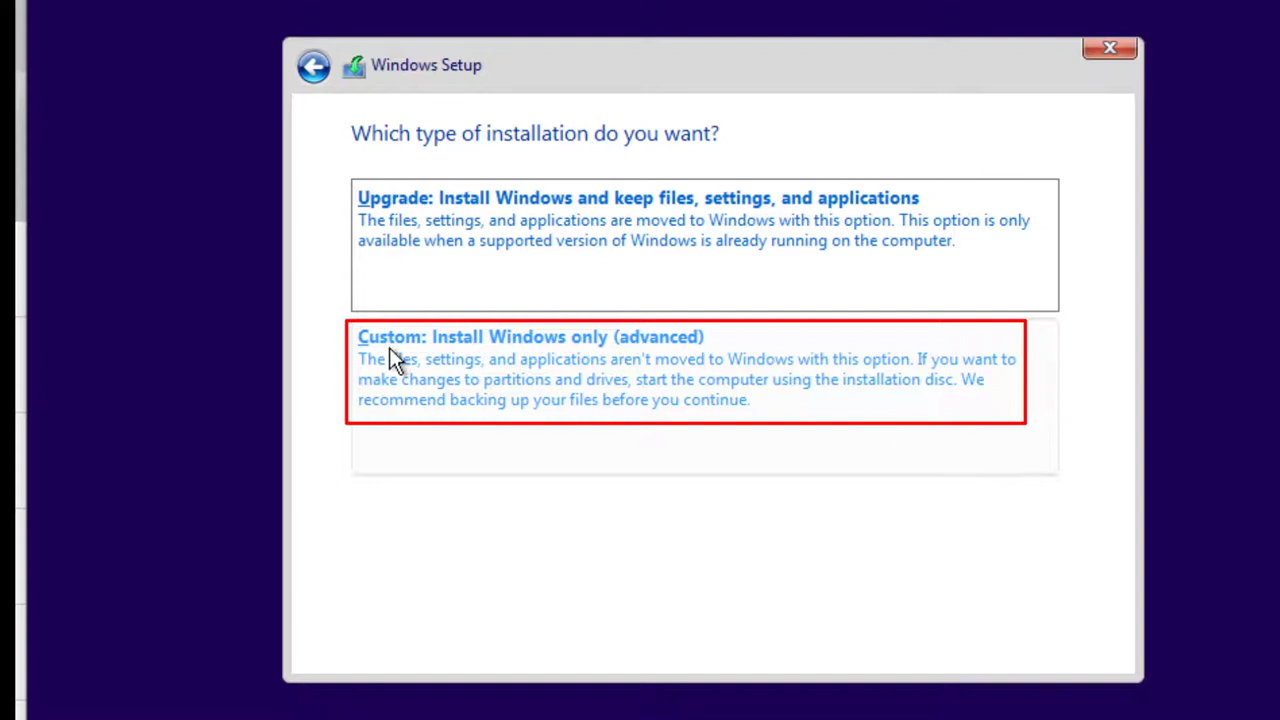 Windows Setup
Which type of installation do you want?
Upgrade: Install Windows and keep files, settings, and applications
The files, settings, and applications are moved to Windows with this option. This option is only
available when a supported version of Windows is already running on the computer.
Custom: Install Windows only (advanced)
The files, settings, and applications aren't moved to Windows with this option. If you want to
make changes to partitions and drives, start the computer using the installation disc. We
recommend backing up your files before you continue.